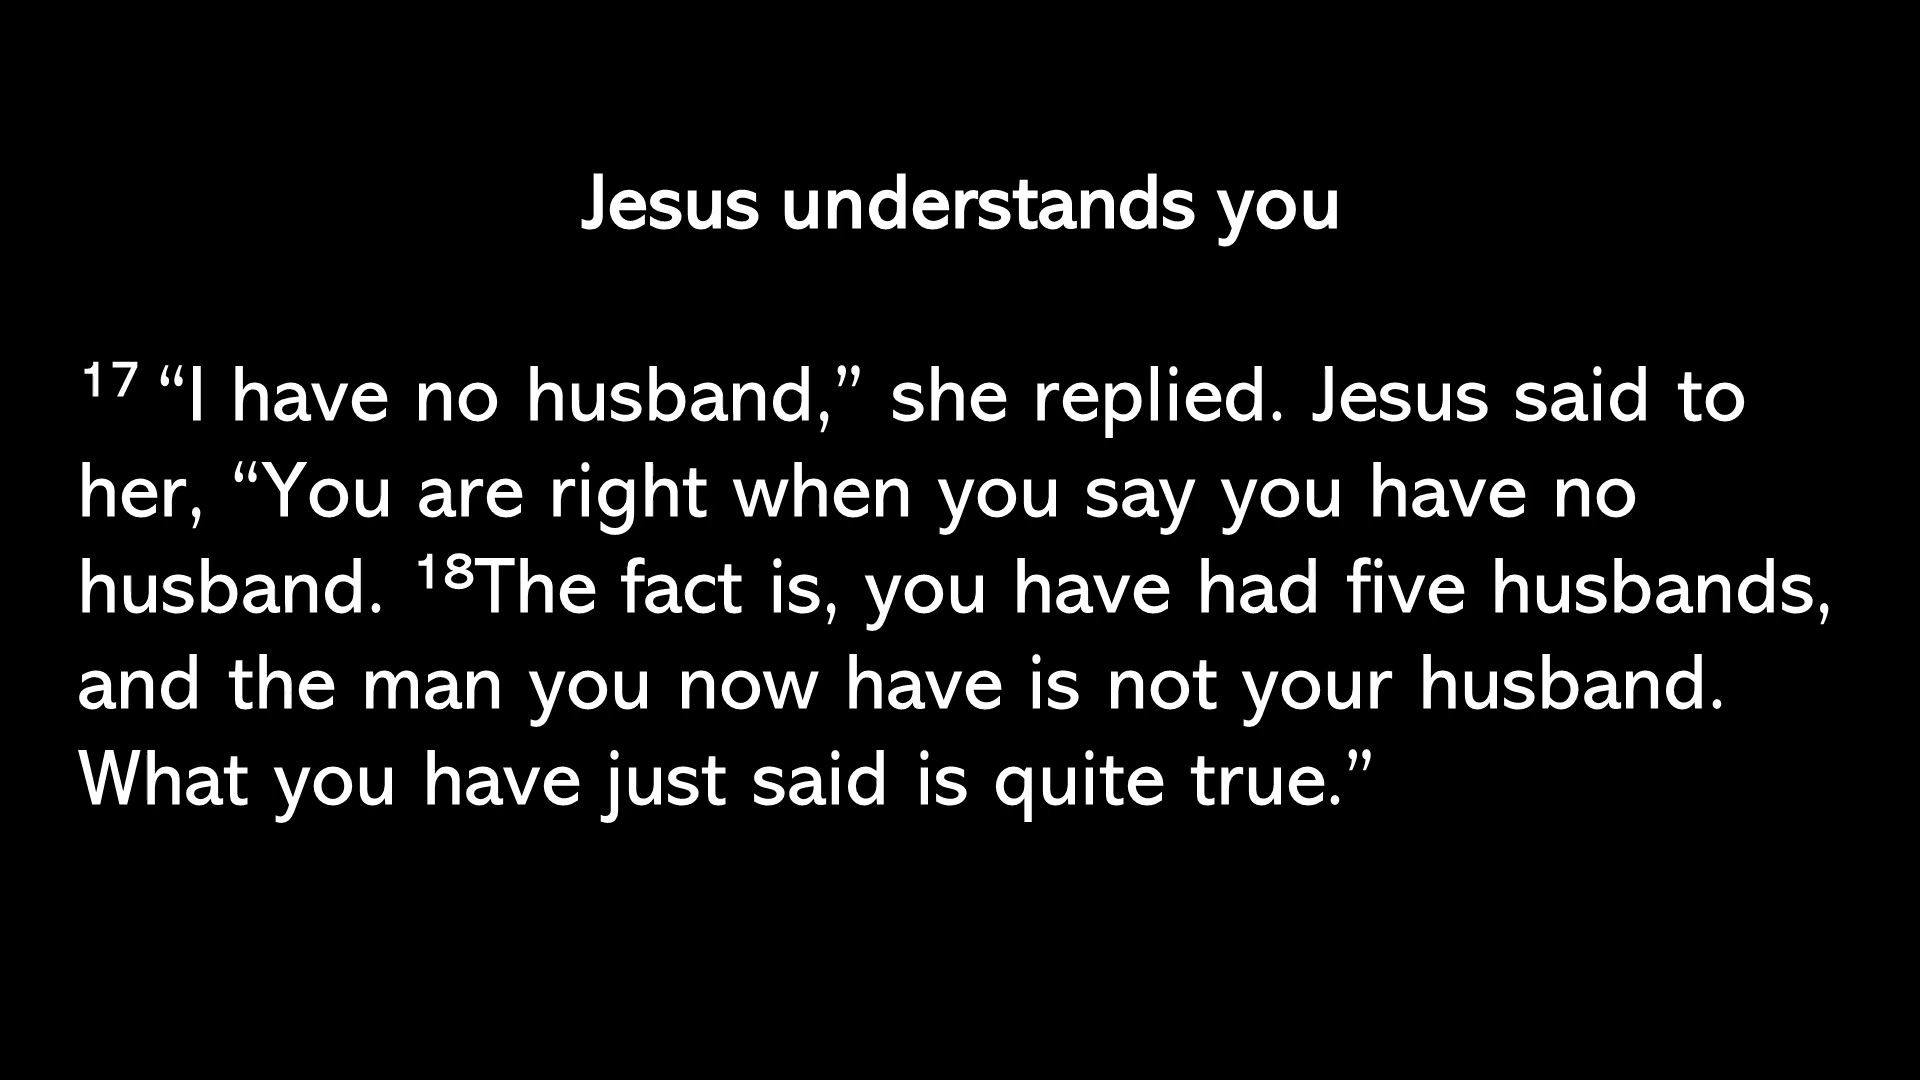 Jesus understands you
¹⁷ “I have no husband,” she replied. Jesus said to
her, “You are right when you say you have no
husband. ¹⁸The fact is, you have had five husbands,
and the man you now have is not your husband.
What you have just said is quite true.”